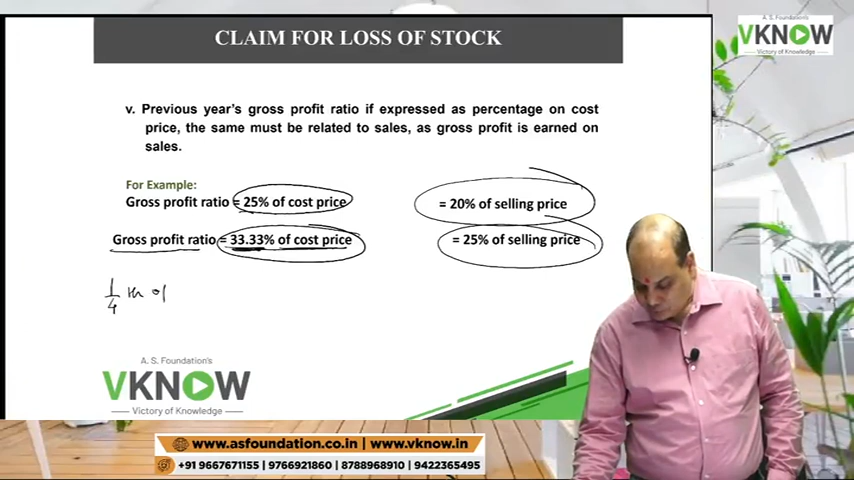 CLAIM FOR LOSS OF STOCK
A. S. Foundation's
VKNOW
Victory of Knowledge
v. Previous year's gross profit ratio if expressed as percentage on cost
price, the same must be related to sales, as gross profit is earned on
sales.
For Example:
Gross profit ratio = 25% of cost price = 20% of selling price
Gross profit ratio = 33.33% of cost price = 25% of selling price
1/4 th of
A. S. Foundation's
VKNOW
Victory of Knowledge
www.asfoundation.co.in | www.vknow.in
+91 9667671155 | 9766921860 | 8788968910 | 9422365495